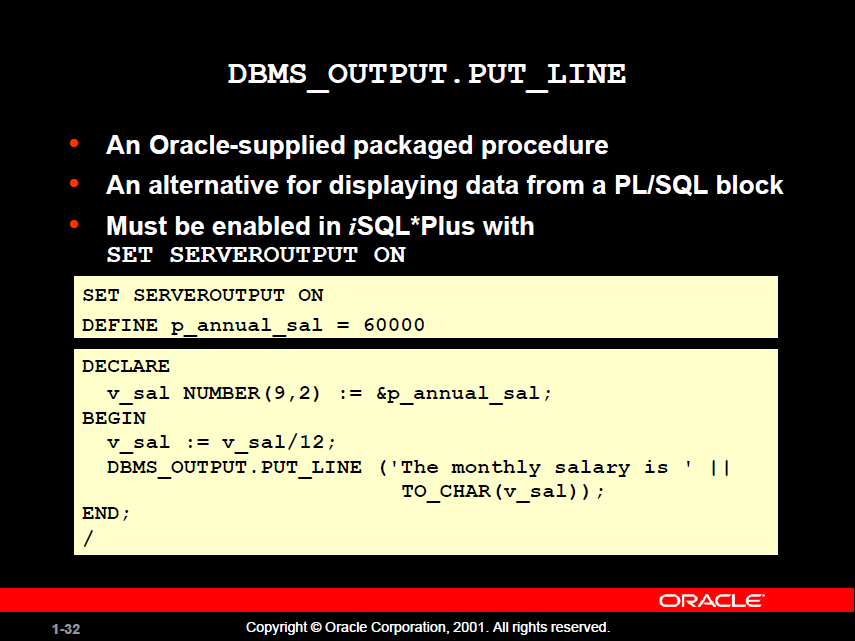 DBMS_OUTPUT.PUT_LINE
• An Oracle-supplied packaged procedure
• An alternative for displaying data from a PL/SQL block
• Must be enabled in iSQL*Plus with
SET SERVEROUTPUT ON
SET SERVEROUTPUT ON
DEFINE p_annual_sal = 60000
DECLARE
  v_sal NUMBER(9,2) := &p_annual_sal;
BEGIN
  v_sal := v_sal/12;
  DBMS_OUTPUT.PUT_LINE ('The monthly salary is ' ||
                         TO_CHAR(v_sal));
END;
/
ORACLE®
1-32 Copyright © Oracle Corporation, 2001. All rights reserved.